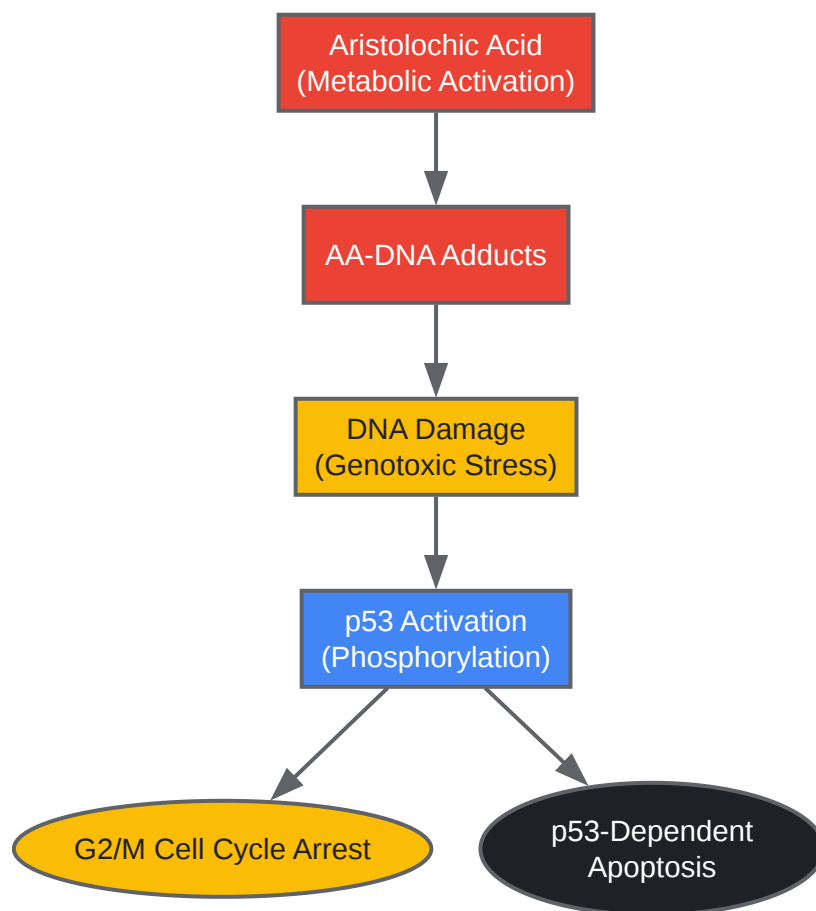 Aristolochic Acid
(Metabolic Activation)
AA-DNA Adducts
DNA Damage
(Genotoxic Stress)
p53 Activation
(Phosphorylation)
G2/M Cell Cycle Arrest
p53-Dependent
Apoptosis